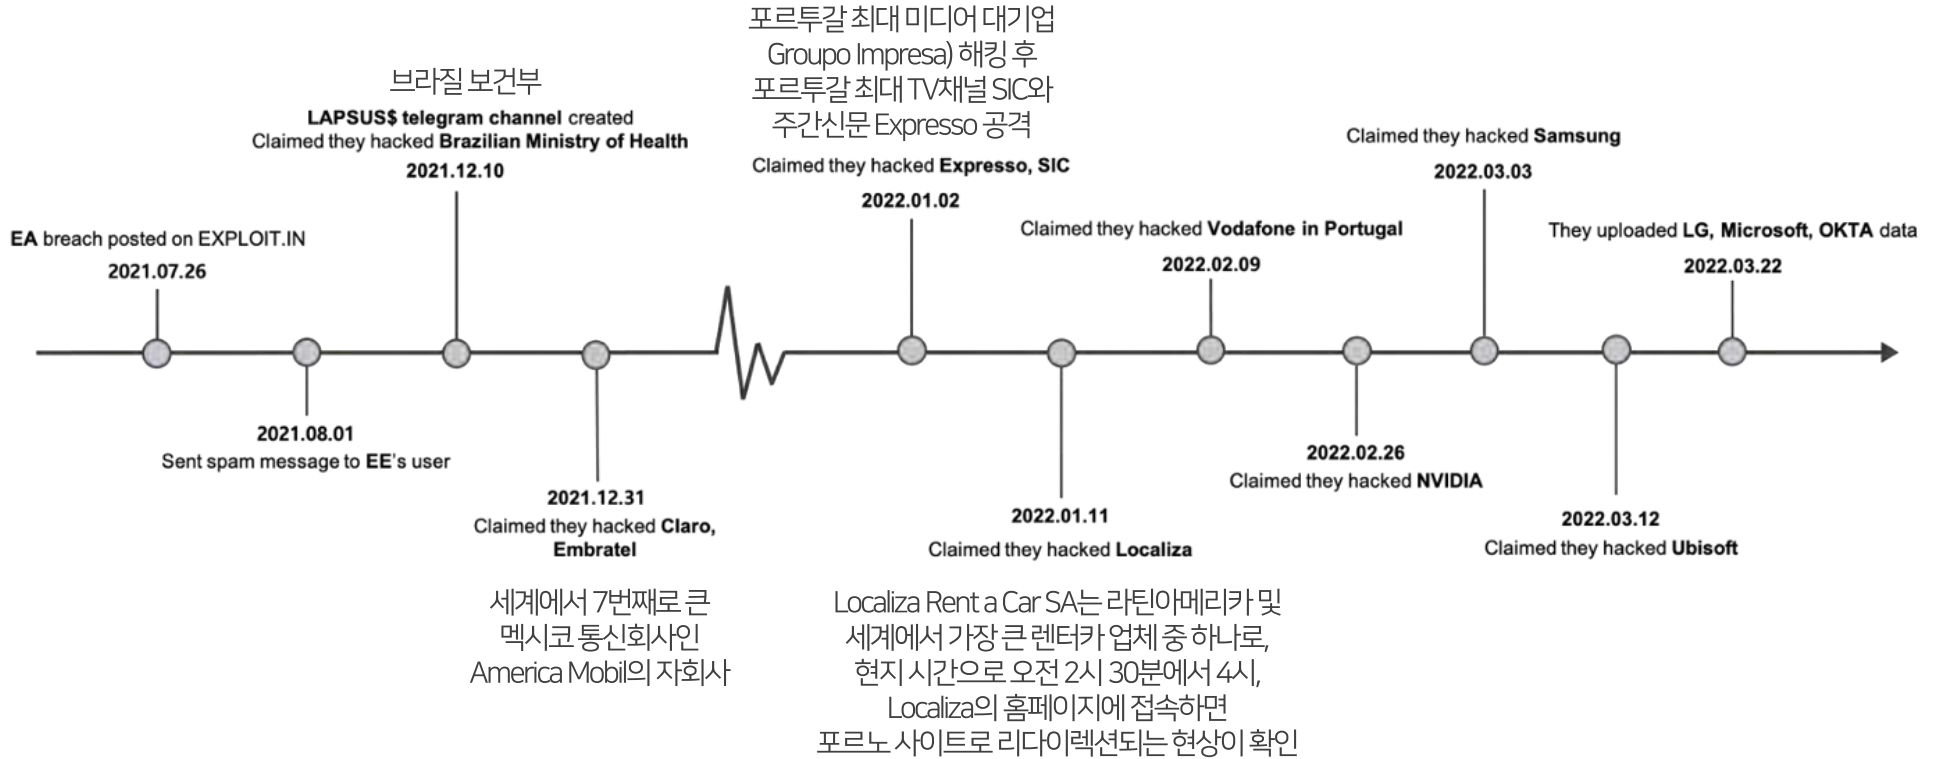 EA breach posted on EXPLOIT.IN
2021.07.26
2021.08.01
Sent spam message to EE's user
브라질 보건부
LAPSUS$ telegram channel created
Claimed they hacked Brazilian Ministry of Health
2021.12.10
2021.12.31
Claimed they hacked Claro,
Embratel
세계에서 7번째로 큰
멕시코 통신회사인
America Mobil의 자회사
포르투갈 최대 미디어 대기업
Groupo Impresa) 해킹 후
포르투갈 최대 TV채널 SIC와
주간신문 Expresso 공격
Claimed they hacked Expresso, SIC
2022.01.02
2022.01.11
Claimed they hacked Localiza
Localiza Rent a Car SA는 라틴아메리카 및
세계에서 가장 큰 렌터카 업체 중 하나로,
현지 시간으로 오전 2시 30분에서 4시,
Localiza의 홈페이지에 접속하면
포르노 사이트로 리다이렉션되는 현상이 확인
Claimed they hacked Vodafone in Portugal
2022.02.09
2022.02.26
Claimed they hacked NVIDIA
Claimed they hacked Samsung
2022.03.03
2022.03.12
Claimed they hacked Ubisoft
They uploaded LG, Microsoft, OKTA data
2022.03.22